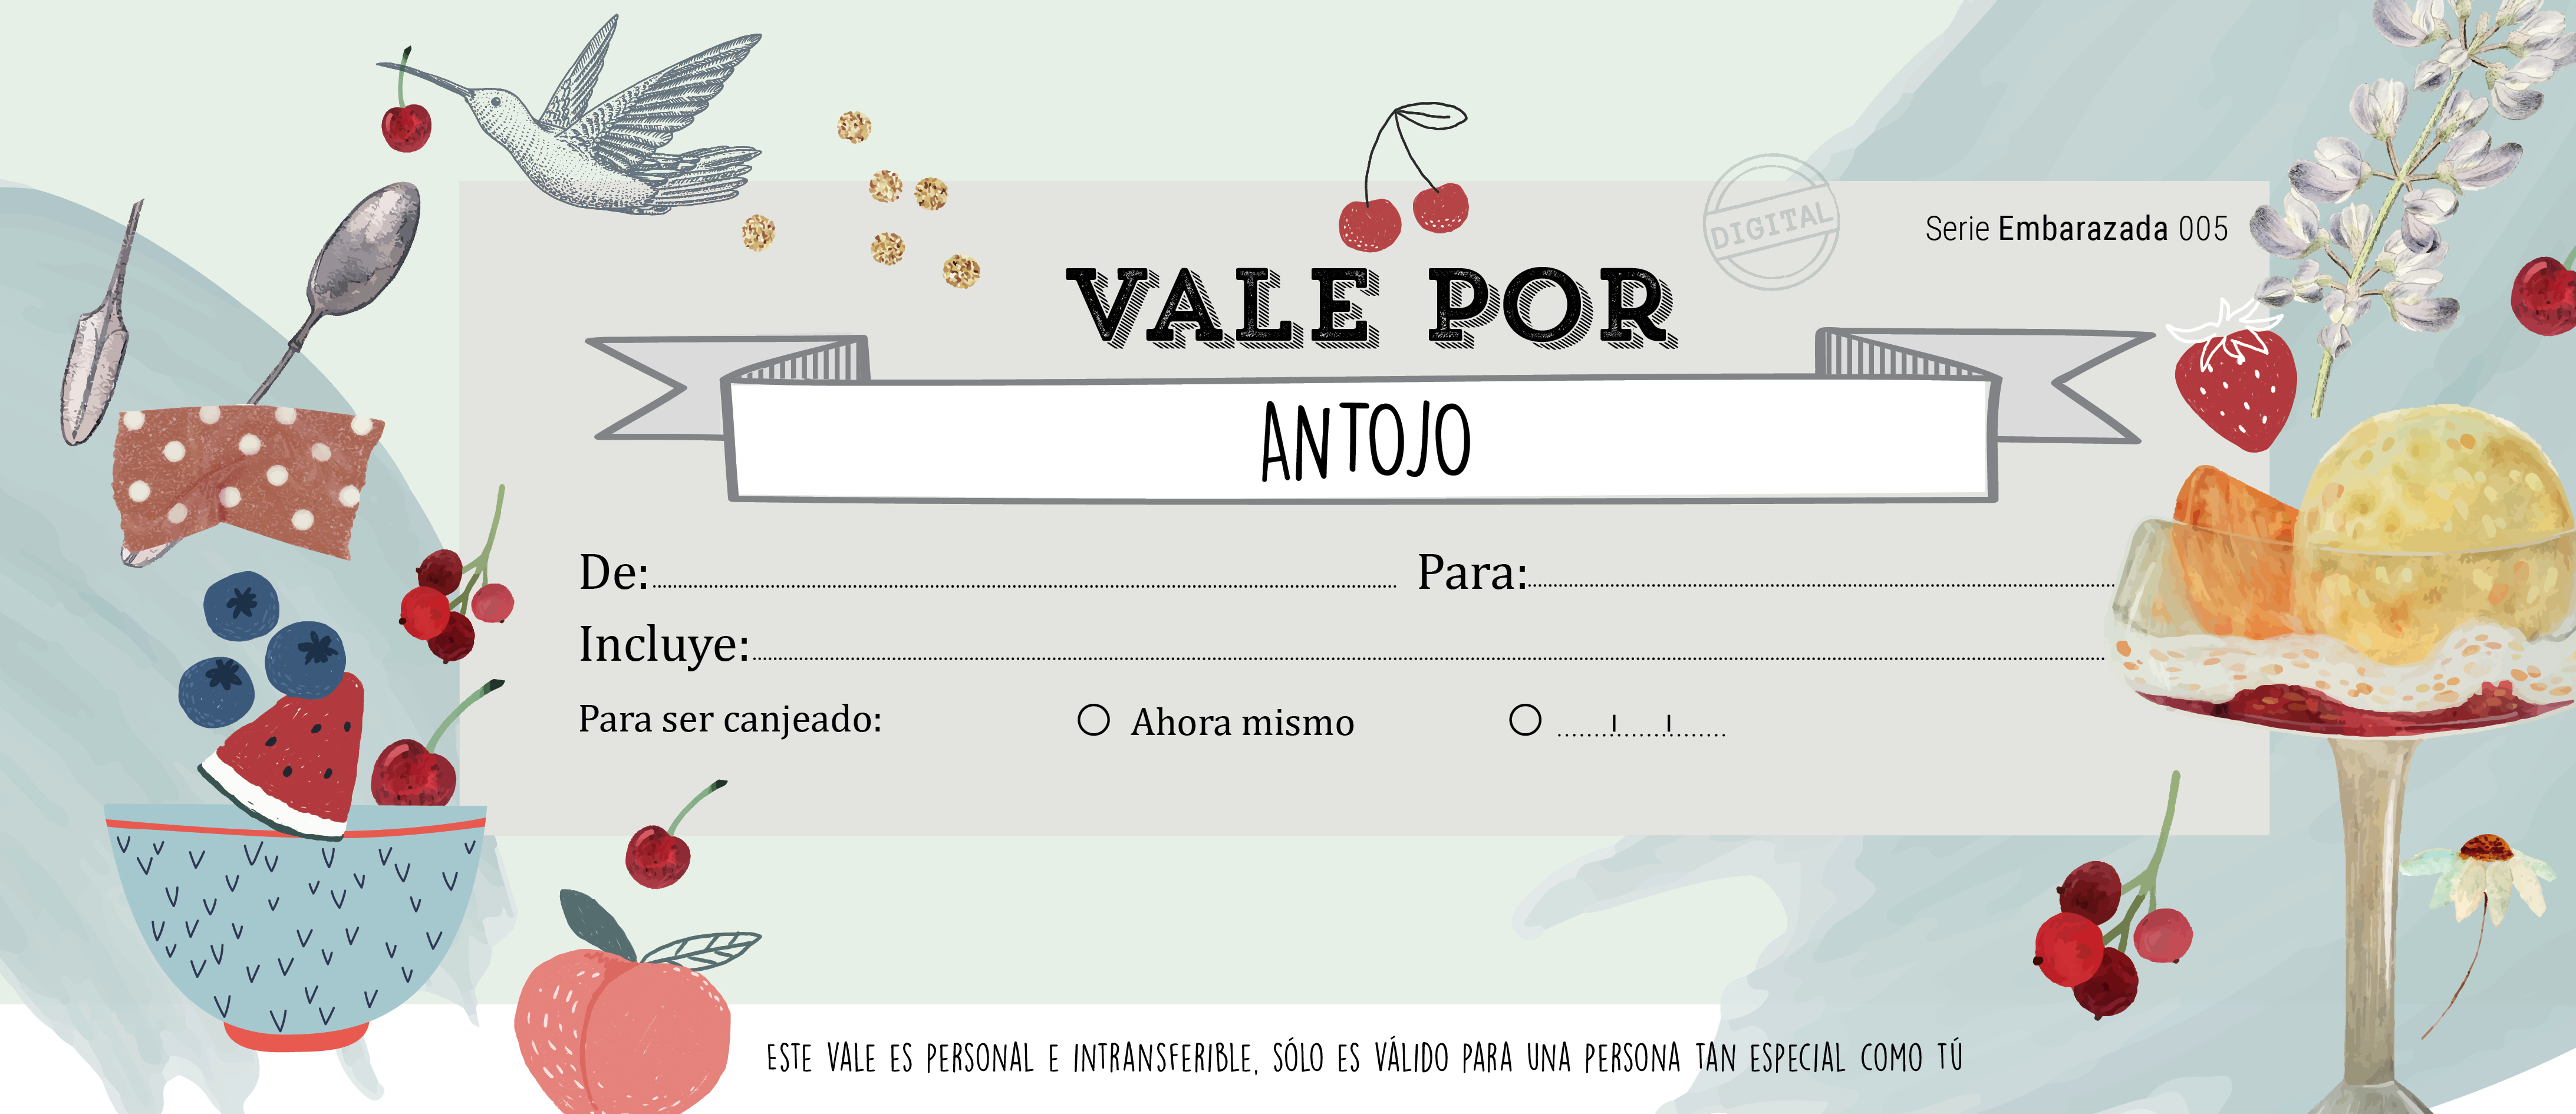 DIGITAL
Serie Embarazada 005
VALE POR
ANTOJO
De: Para:
Incluye:
Para ser canjeado: Ahora mismo
ESTE VALE ES PERSONAL E INTRANSFERIBLE, SÓLO ES VÁLIDO PARA UNA PERSONA TAN ESPECIAL COMO TÚ